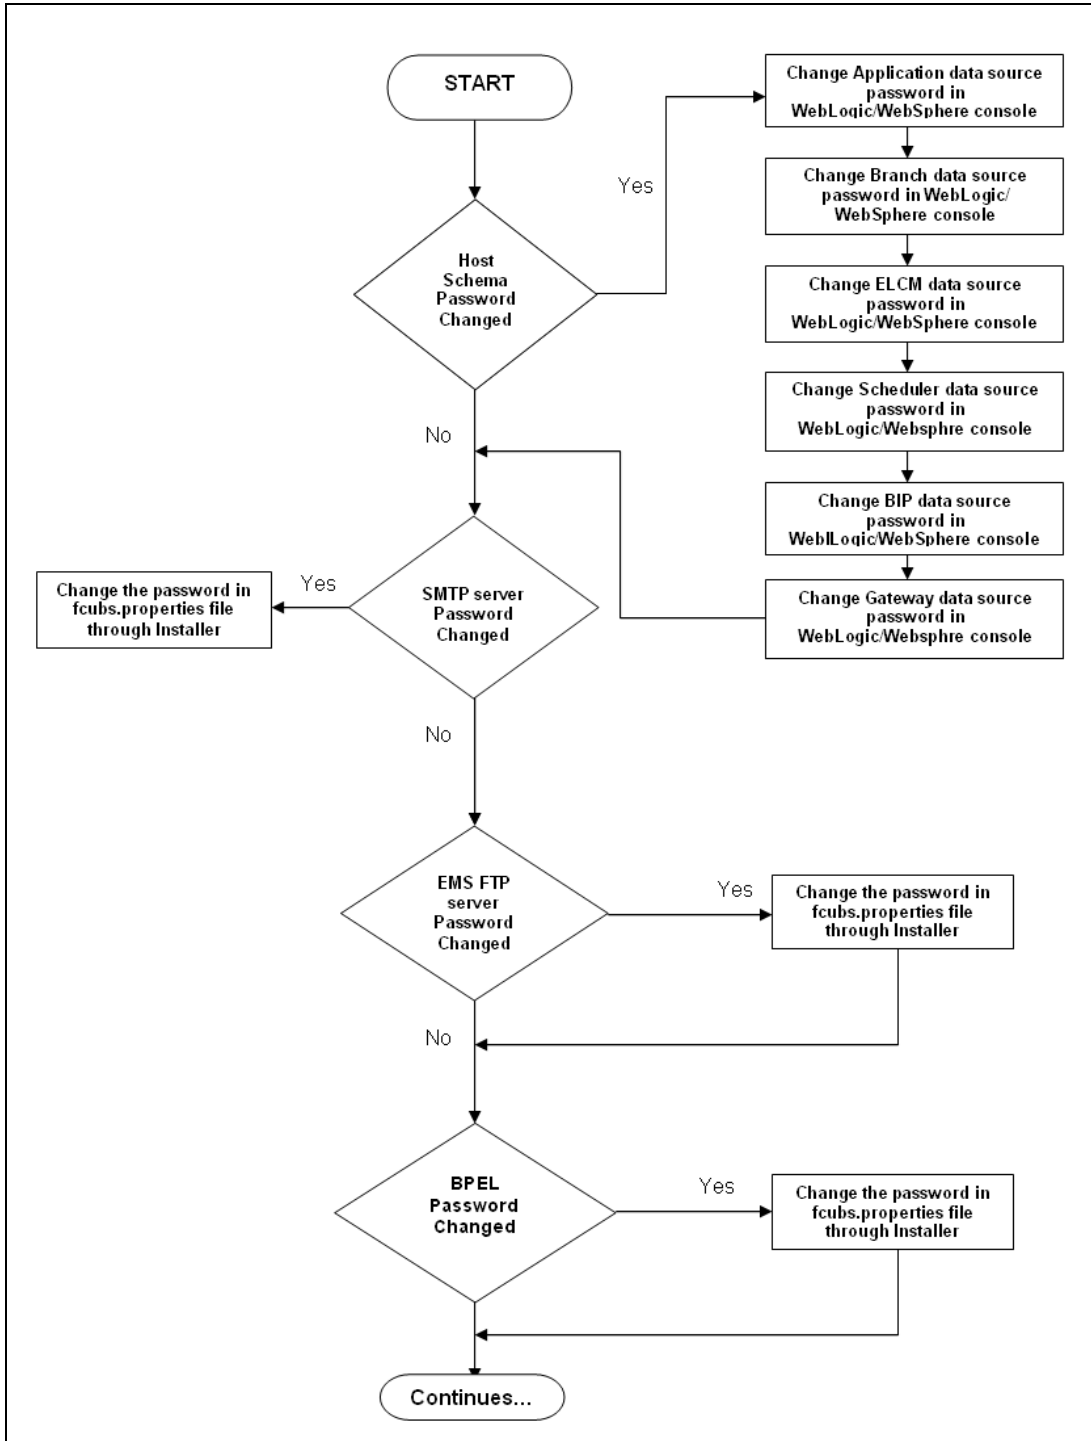 START
Change Application data source
password in
WebLogic/WebSphere console
Yes
Change Branch data source
password in WebLogic/
WebSphere console
Host
Schema
Password
Changed
Change ELCM data source
password in
WebLogic/WebSphere console
Change Scheduler data source
password in
WebLogic/Websphre console
No
Change BIP data source
password in
WeblLogic/WebSphere console
Yes
Change the password in
fcubs.properties file
through Installer
SMTP server
Password
Changed
Change Gateway data source
password in
WebLogic/Websphre console
No
EMS FTP
server
Password
Changed
Yes
Change the password in
fcubs.properties file
through Installer
No
BPEL
Password
Changed
Yes
Change the password in
fcubs.properties file
through Installer
Continues...